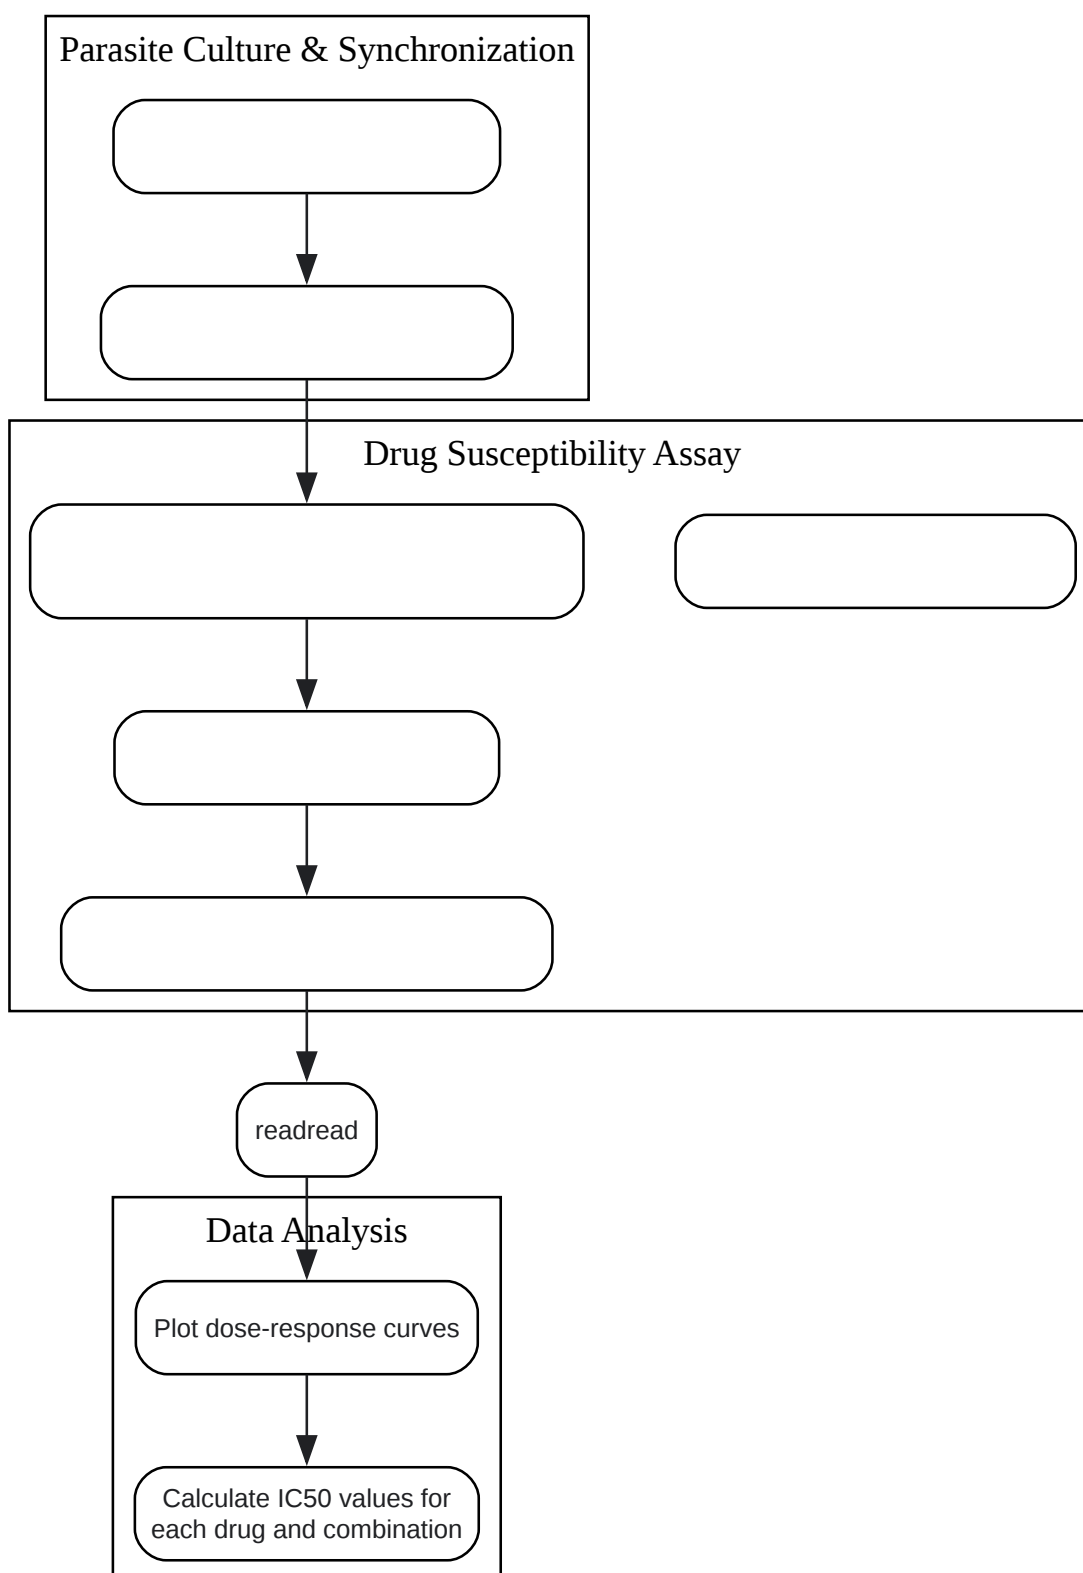 Parasite Culture & Synchronization
Drug Susceptibility Assay
readread
Data Analysis
Plot dose-response curves
Calculate IC50 values for
each drug and combination